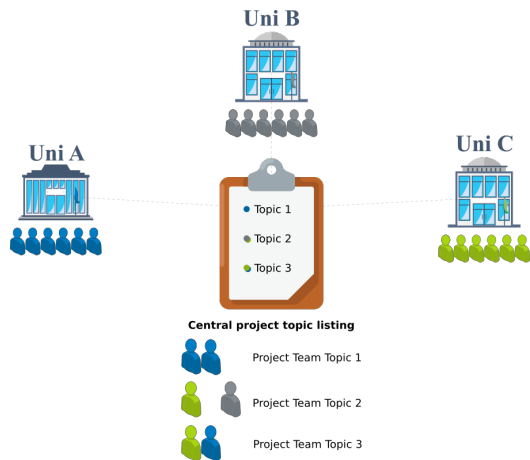 Uni B
Uni A
Uni C
Topic 1
Topic 2
Topic 3
Central project topic listing
Project Team Topic 1
Project Team Topic 2
Project Team Topic 3